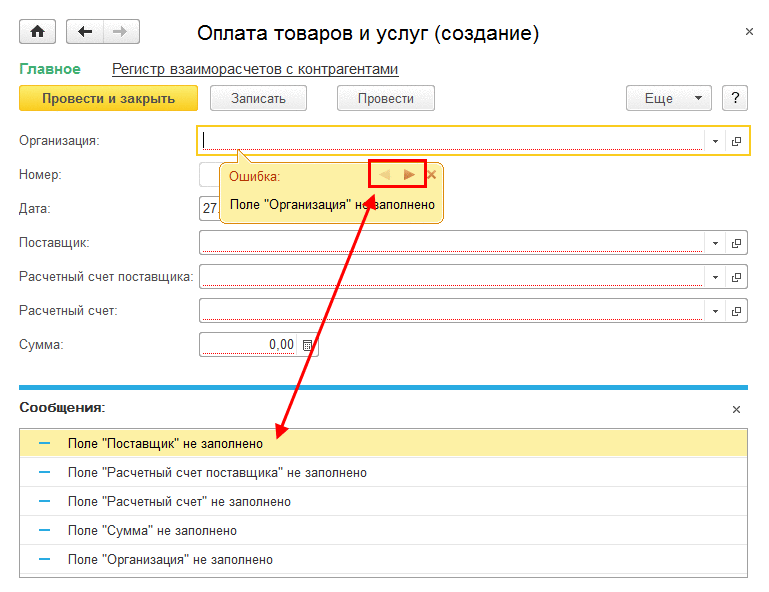 Оплата товаров и услуг (создание)
Главное Регистр взаиморасчетов с контрагентами
Провести и закрыть Записать Провести Еще ?
Организация:
Номер:
Ошибка:
Поле "Организация" не заполнено
Дата: 27.
Поставщик:
Расчетный счет поставщика:
Расчетный счет:
Сумма: 0,00
Сообщения:
Поле "Поставщик" не заполнено
Поле "Расчетный счет поставщика" не заполнено
Поле "Расчетный счет" не заполнено
Поле "Сумма" не заполнено
Поле "Организация" не заполнено